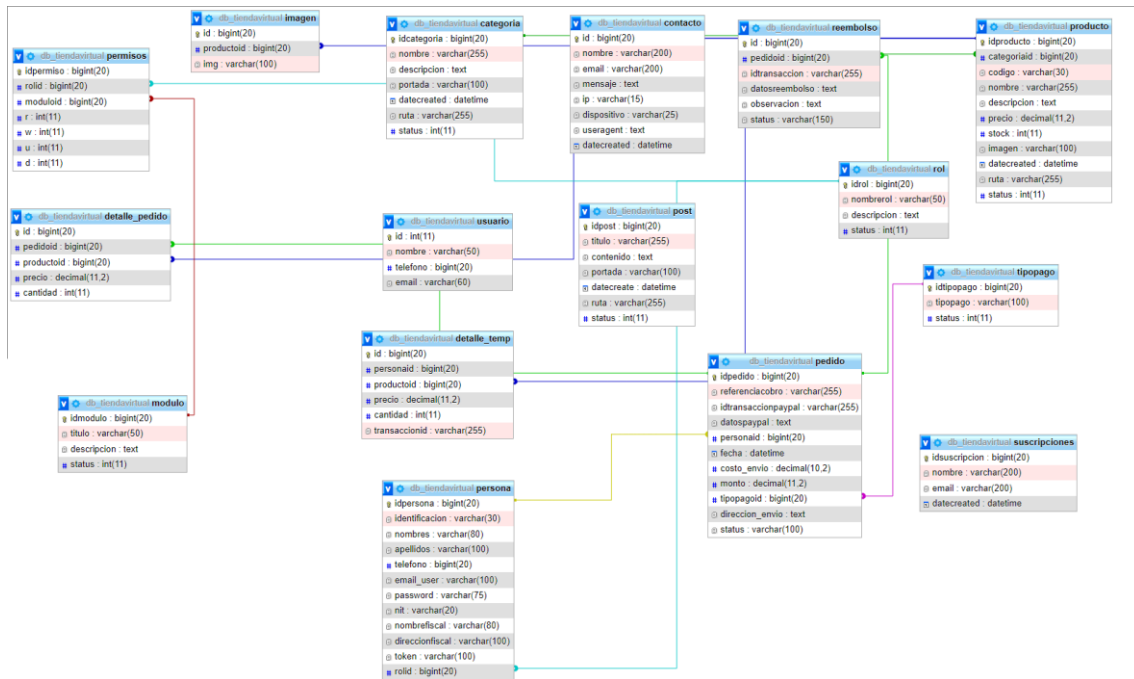 db_tiendavirtual imagen
id : bigint(20)
productoid : bigint(20)
img : varchar(100)
db_tiendavirtual categoria
idcategoria : bigint(20)
nombre : varchar(255)
descripcion : text
portada : varchar(100)
datecreated : datetime
ruta : varchar(255)
status : int(11)
db_tiendavirtual contacto
id : bigint(20)
nombre : varchar(200)
email : varchar(200)
mensaje : text
ip : varchar(15)
dispositivo : varchar(25)
useragent : text
datecreated : datetime
db_tiendavirtual reembolso
id : bigint(20)
pedidoid : bigint(20)
idtransaccion : varchar(255)
datosreembolso : text
observacion : text
status : varchar(150)
db_tiendavirtual producto
idproducto : bigint(20)
categoriaid : bigint(20)
codigo : varchar(30)
nombre : varchar(255)
descripcion : text
precio : decimal(11,2)
stock : int(11)
imagen : varchar(100)
datecreated : datetime
ruta : varchar(255)
status : int(11)
db_tiendavirtual permisos
idpermiso : bigint(20)
rolid : bigint(20)
moduloid : bigint(20)
r : int(11)
w : int(11)
u : int(11)
d : int(11)
db_tiendavirtual rol
idrol : bigint(20)
nombrerol : varchar(50)
descripcion : text
status : int(11)
db_tiendavirtual detalle_pedido
id : bigint(20)
pedidoid : bigint(20)
productoid : bigint(20)
precio : decimal(11,2)
cantidad : int(11)
db_tiendavirtual usuario
id : int(11)
nombre : varchar(50)
telefono : bigint(20)
email : varchar(60)
db_tiendavirtual post
idpost : bigint(20)
titulo : varchar(255)
contenido : text
portada : varchar(100)
datecreate : datetime
ruta : varchar(255)
status : int(11)
db_tiendavirtual tipopago
idtipopago : bigint(20)
tipopago : varchar(100)
status : int(11)
db_tiendavirtual detalle_temp
id : bigint(20)
personaid : bigint(20)
productoid : bigint(20)
precio : decimal(11,2)
cantidad : int(11)
transaccionid : varchar(255)
db_tiendavirtual pedido
idpedido : bigint(20)
referenciacobro : varchar(255)
idtransaccionpaypal : varchar(255)
datospaypal : text
personaid : bigint(20)
fecha : datetime
costo_envio : decimal(10,2)
monto : decimal(11,2)
tipopagoid : bigint(20)
direccion_envio : text
status : varchar(100)
db_tiendavirtual modulo
idmodulo : bigint(20)
titulo : varchar(50)
descripcion : text
status : int(11)
db_tiendavirtual suscripciones
idsuscripcion : bigint(20)
nombre : varchar(200)
email : varchar(200)
datecreated : datetime
db_tiendavirtual persona
idpersona : bigint(20)
identificacion : varchar(30)
nombres : varchar(80)
apellidos : varchar(100)
telefono : bigint(20)
email_user : varchar(100)
password : varchar(75)
nit : varchar(20)
nombrefiscal : varchar(80)
direccionfiscal : varchar(100)
token : varchar(100)
rolid : bigint(20)